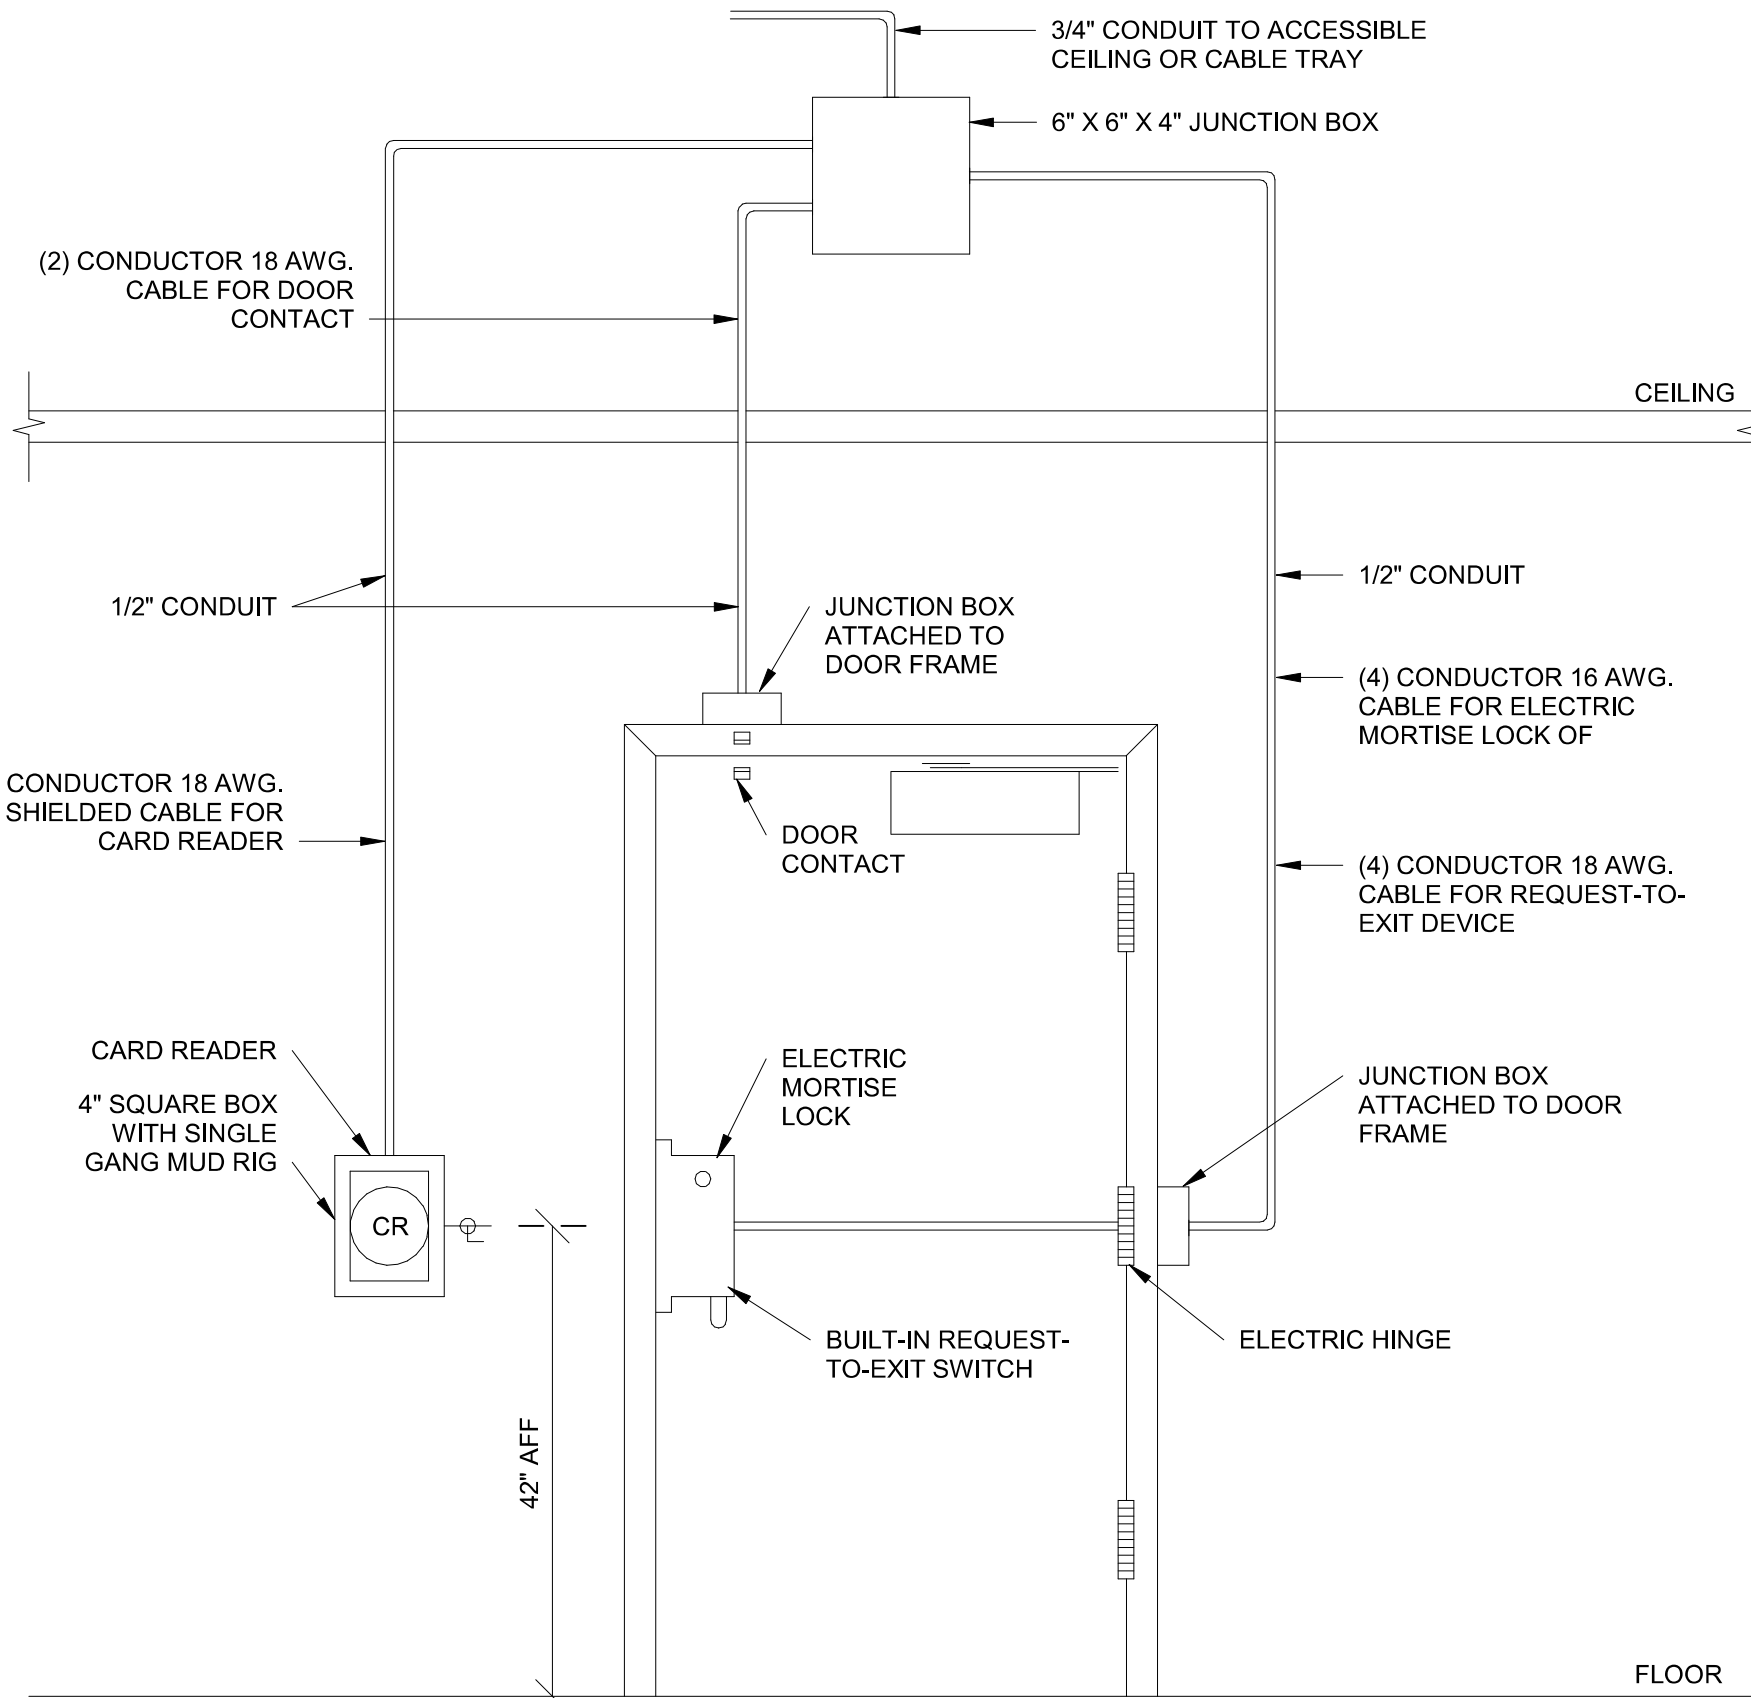 3/4" CONDUIT TO ACCESSIBLE
CEILING OR CABLE TRAY
6" X 6" X 4" JUNCTION BOX
(2) CONDUCTOR 18 AWG.
CABLE FOR DOOR
CONTACT
CEILING
1/2" CONDUIT
JUNCTION BOX
ATTACHED TO
DOOR FRAME
1/2" CONDUIT
(4) CONDUCTOR 16 AWG.
CABLE FOR ELECTRIC
MORTISE LOCK OF
CONDUCTOR 18 AWG.
SHIELDED CABLE FOR
CARD READER
DOOR
CONTACT
(4) CONDUCTOR 18 AWG.
CABLE FOR REQUEST-TO-
EXIT DEVICE
CARD READER
4" SQUARE BOX
WITH SINGLE
GANG MUD RIG
ELECTRIC
MORTISE
LOCK
JUNCTION BOX
ATTACHED TO DOOR
FRAME
CR
BUILT-IN REQUEST-
TO-EXIT SWITCH
ELECTRIC HINGE
42" AFF
FLOOR